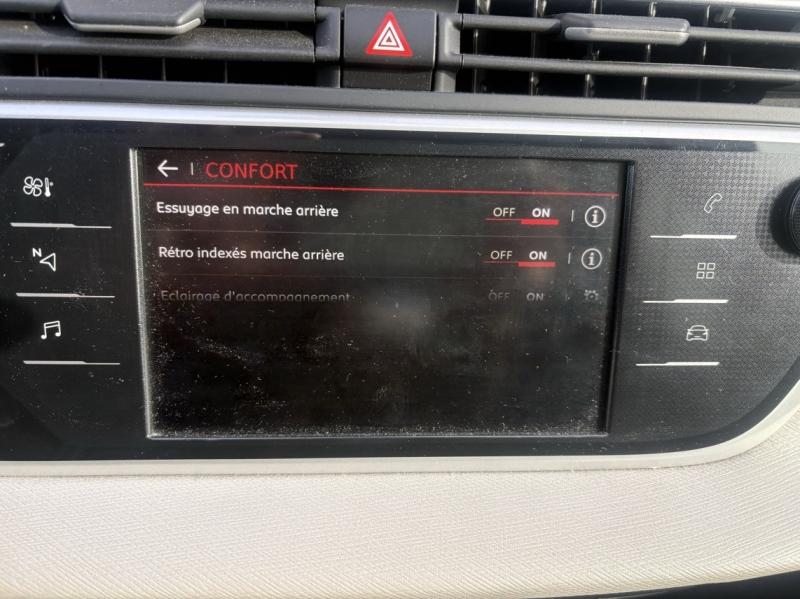 CONFORT
Essuyage en marche arrière OFF ON
Rétro indexés marche arrière OFF ON
Eclairage d'accompagnement OFF ON
N